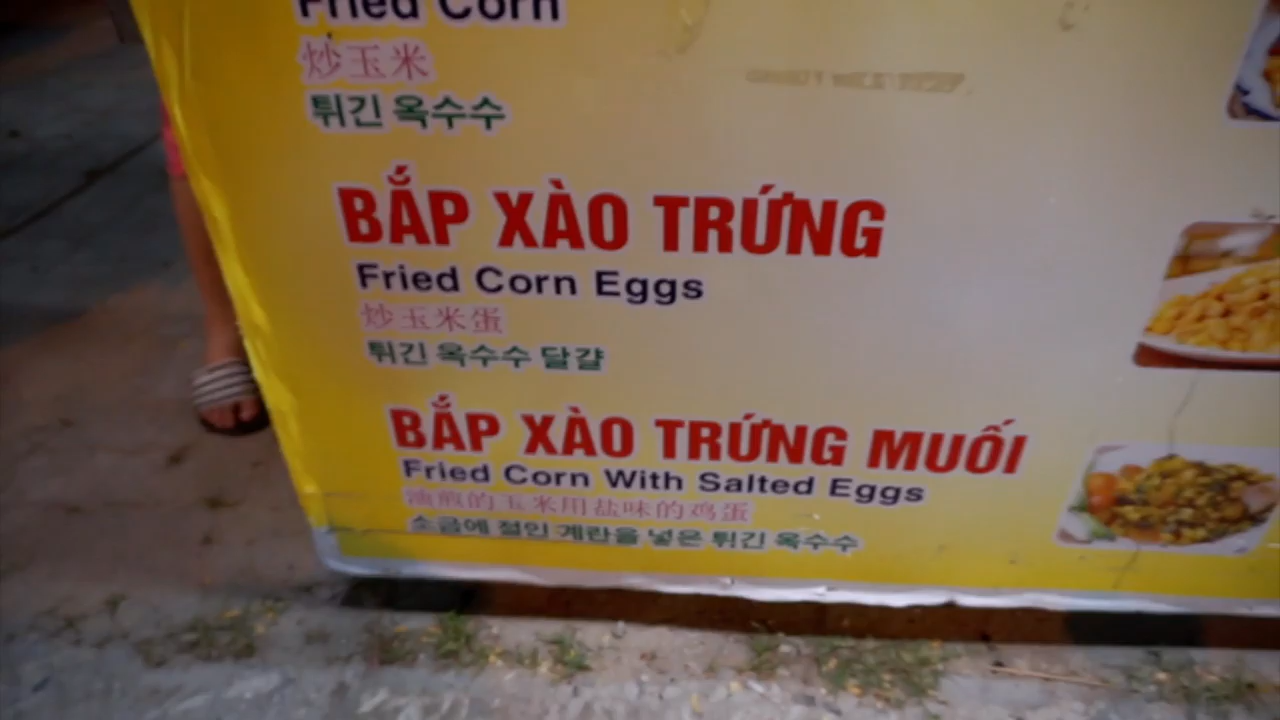 Fried Corn
炒玉米
튀긴 옥수수
BẮP XÀO TRỨNG
Fried Corn Eggs
炒玉米蛋
튀긴 옥수수 달걀
BẮP XÀO TRỨNG MUỐI
Fried Corn With Salted Eggs
油煎的玉米用盐味的鸡蛋
소금에 절인 계란을 넣은 튀긴 옥수수